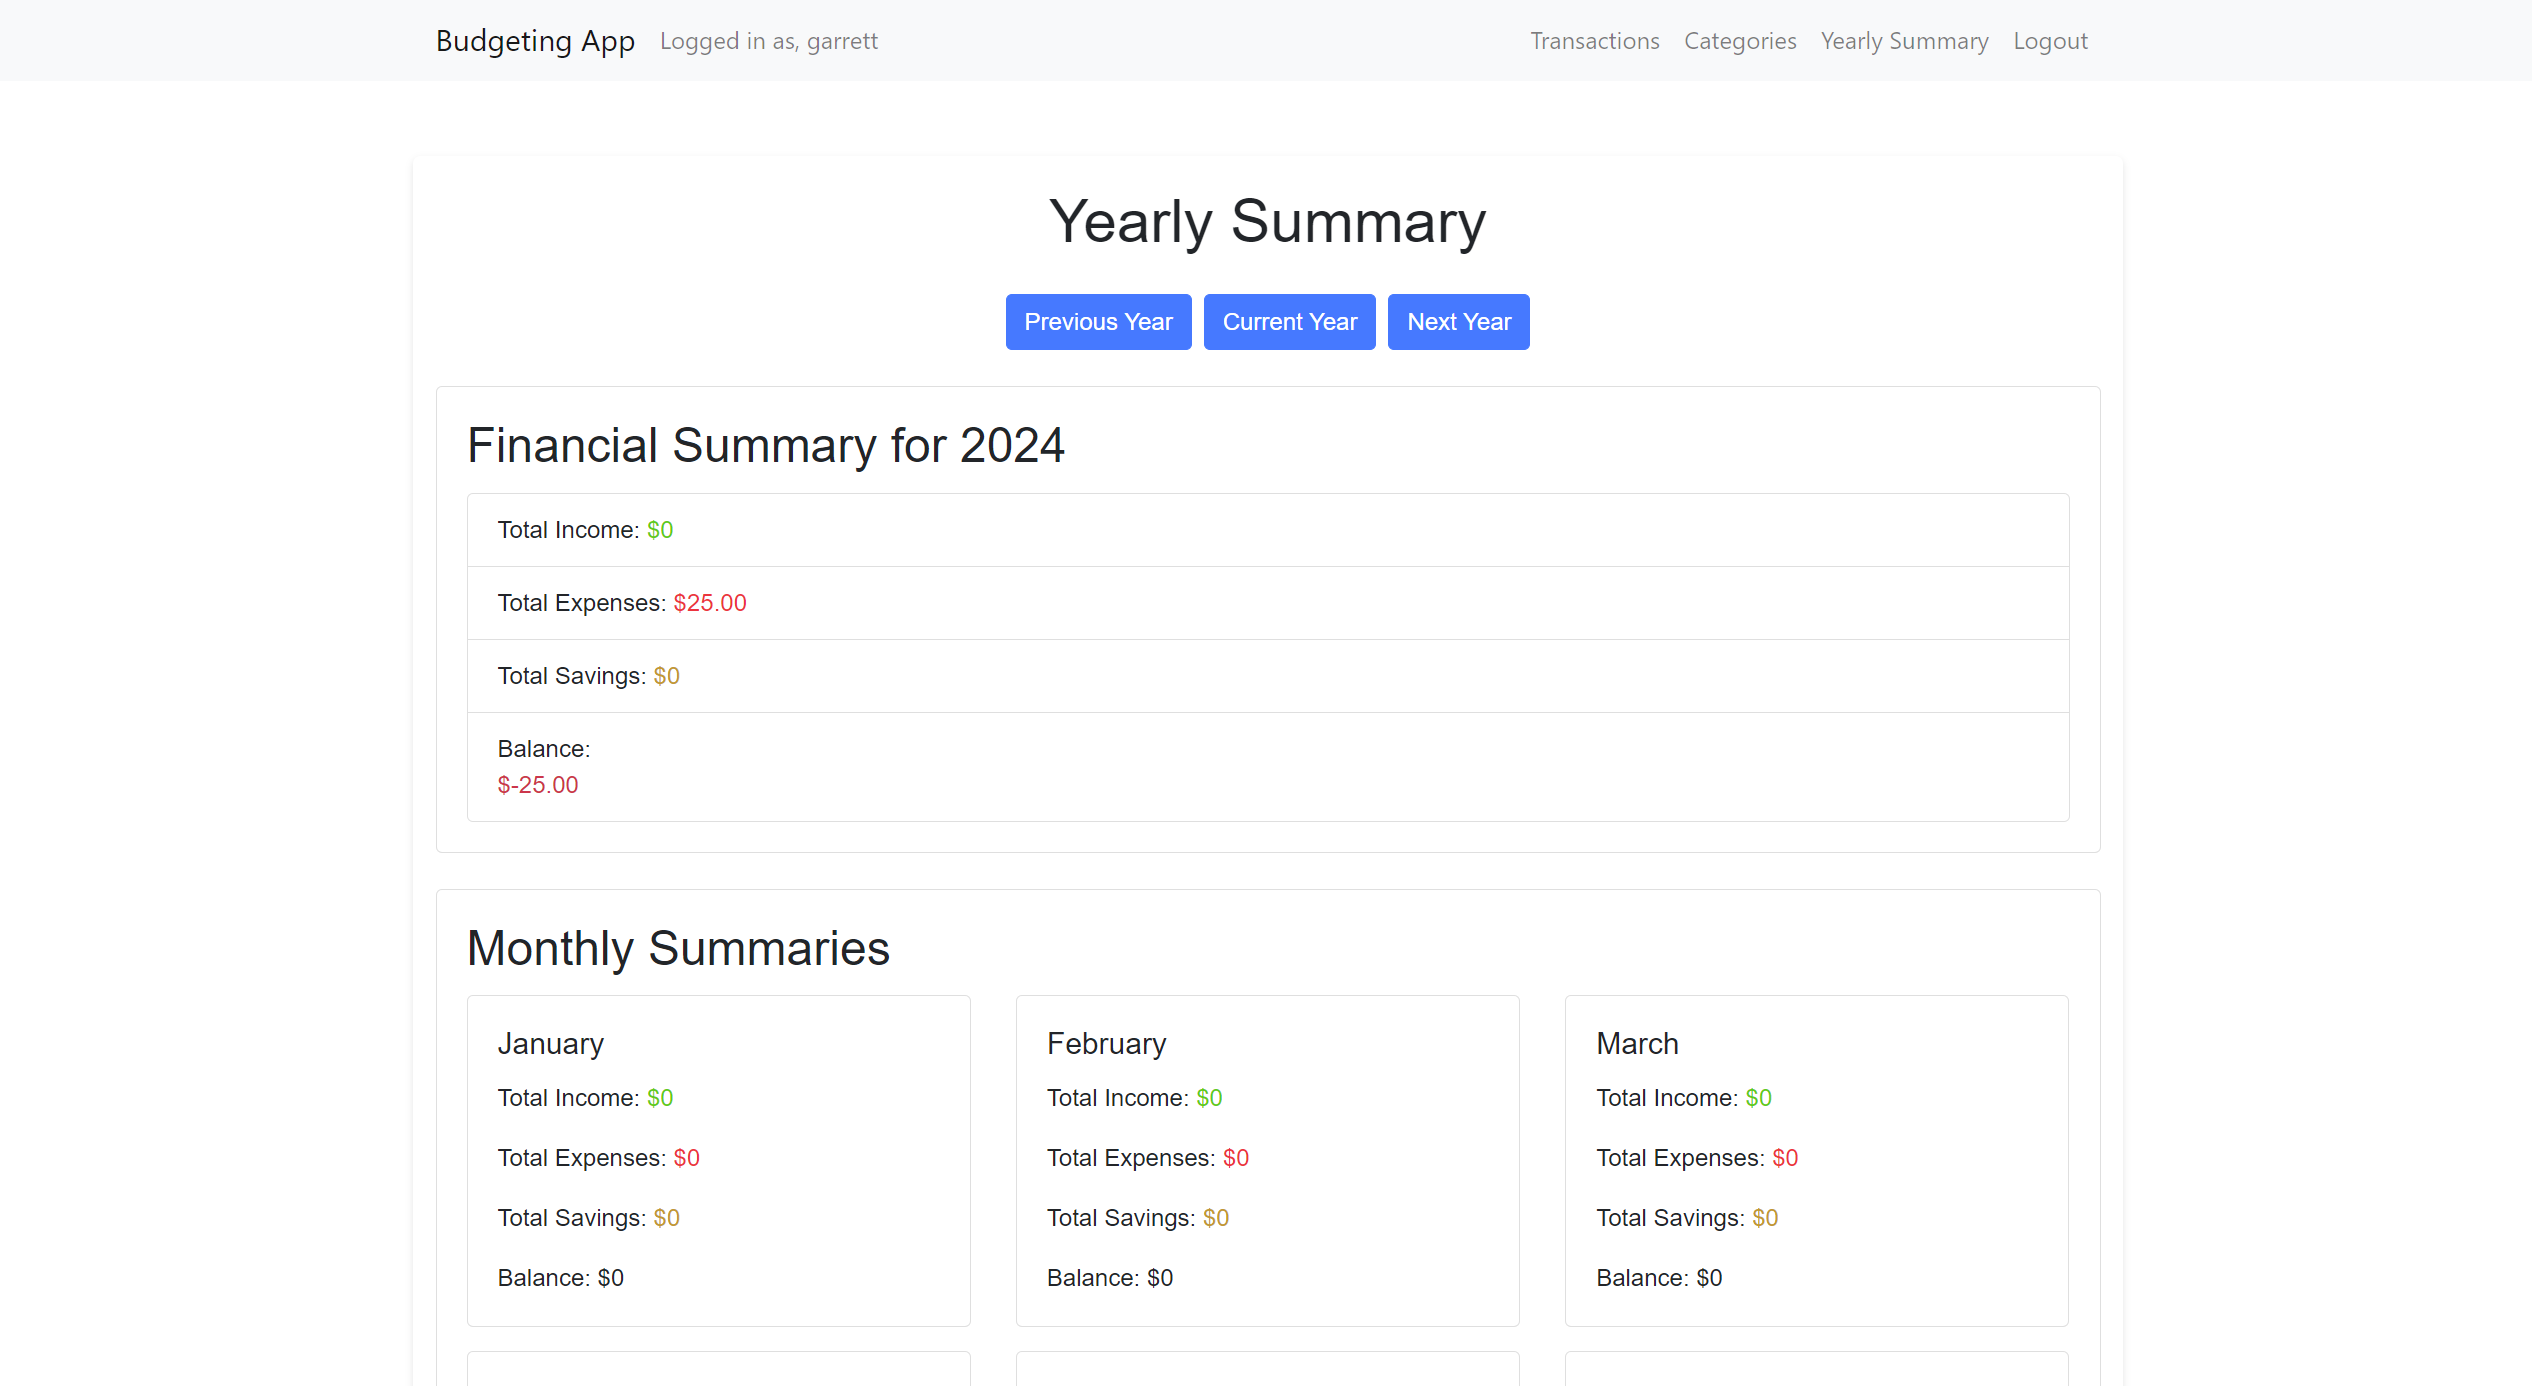 Budgeting App Logged in as, garrett Transactions Categories Yearly Summary Logout
Yearly Summary
Previous Year Current Year Next Year
Financial Summary for 2024
Total Income: $0
Total Expenses: $25.00
Total Savings: $0
Balance:
$-25.00
Monthly Summaries
January
Total Income: $0
Total Expenses: $0
Total Savings: $0
Balance: $0
February
Total Income: $0
Total Expenses: $0
Total Savings: $0
Balance: $0
March
Total Income: $0
Total Expenses: $0
Total Savings: $0
Balance: $0